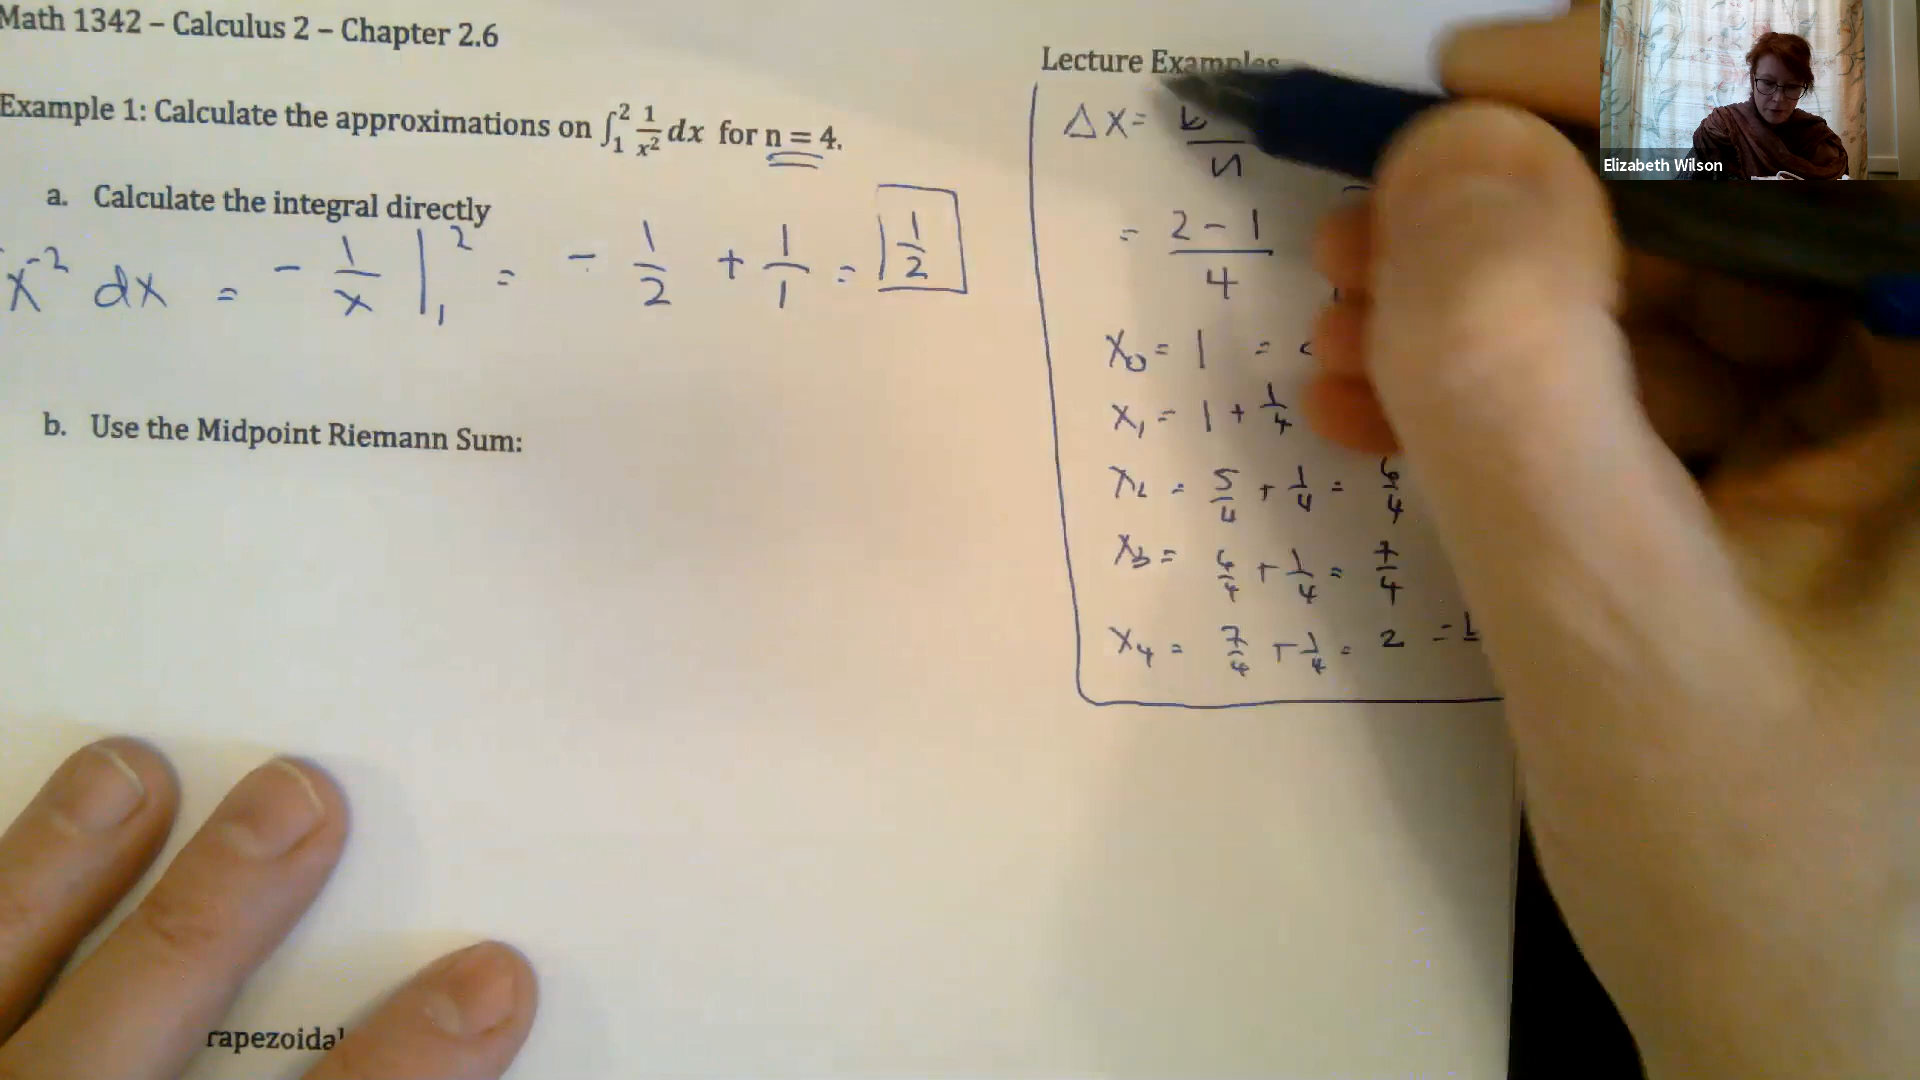 Math 1342 – Calculus 2 – Chapter 2.6
Lecture Examples
Example 1: Calculate the approximations on ∫₁² 1/x² dx for n = 4.
a. Calculate the integral directly
x⁻² dx = - 1/x |₁² = - 1/2 + 1/1 = 1/2
b. Use the Midpoint Riemann Sum:
Δx = b / n
= 2 - 1 / 4
x₀ = 1 =
x₁ = 1 + 1/4
x₂ = 5/4 + 1/4 = 6/4
x₃ = 6/4 + 1/4 = 7/4
x₄ = 7/4 + 1/4 = 2 = b
rapezoidal
Elizabeth Wilson